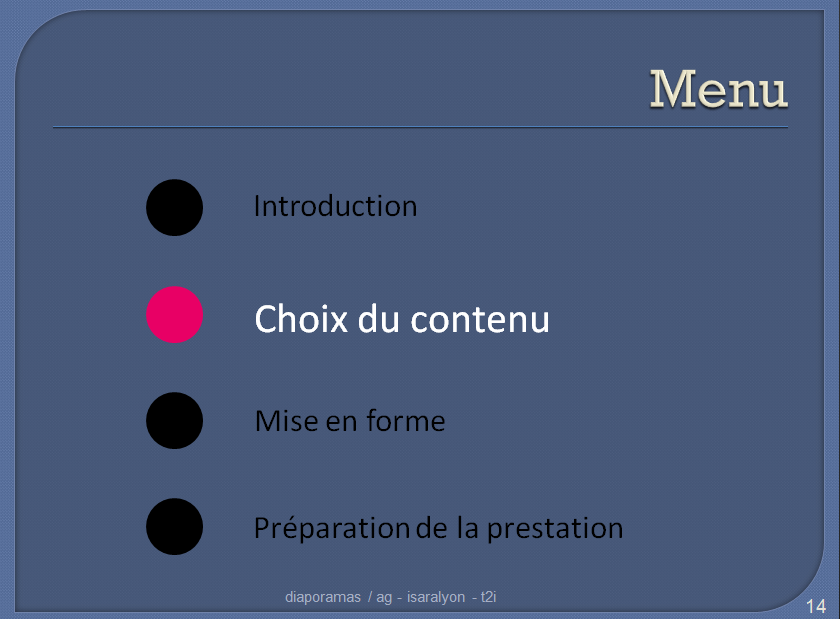 Menu
Introduction
Choix du contenu
Mise en forme
Préparation de la prestation
diaporamas / ag - isaralyon - t2i
14